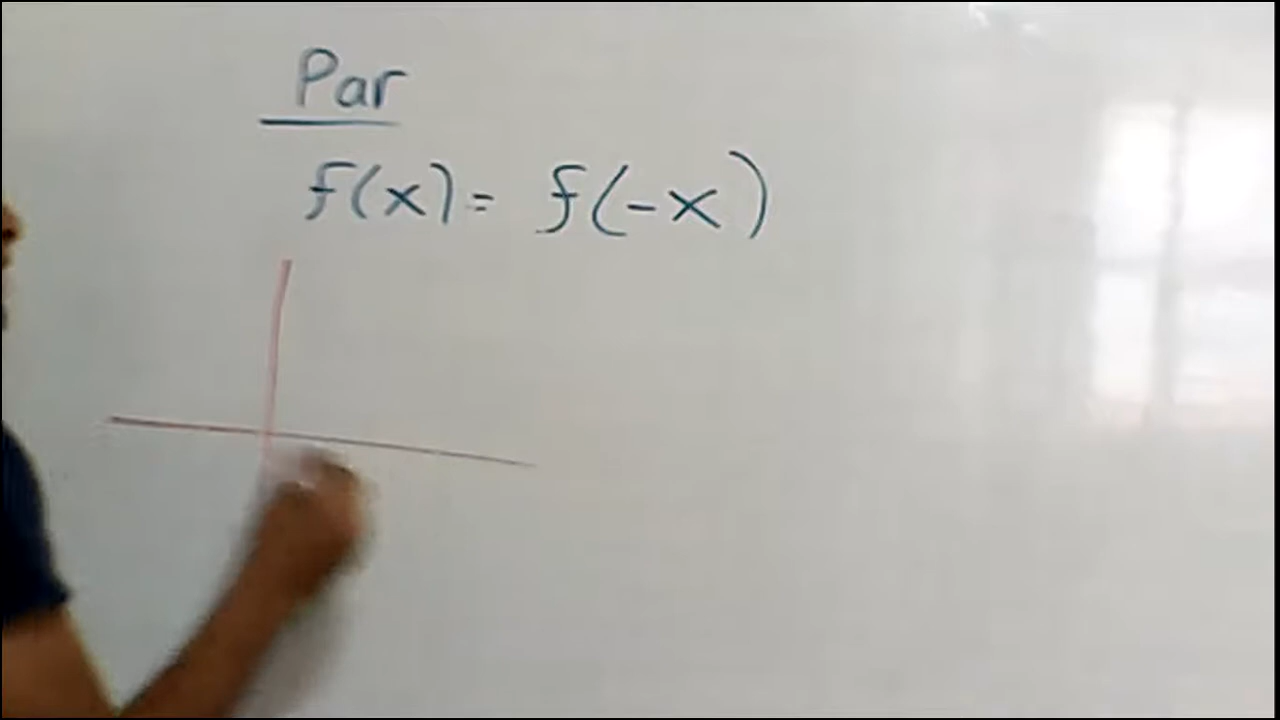 Par
f(x) = f(-x)